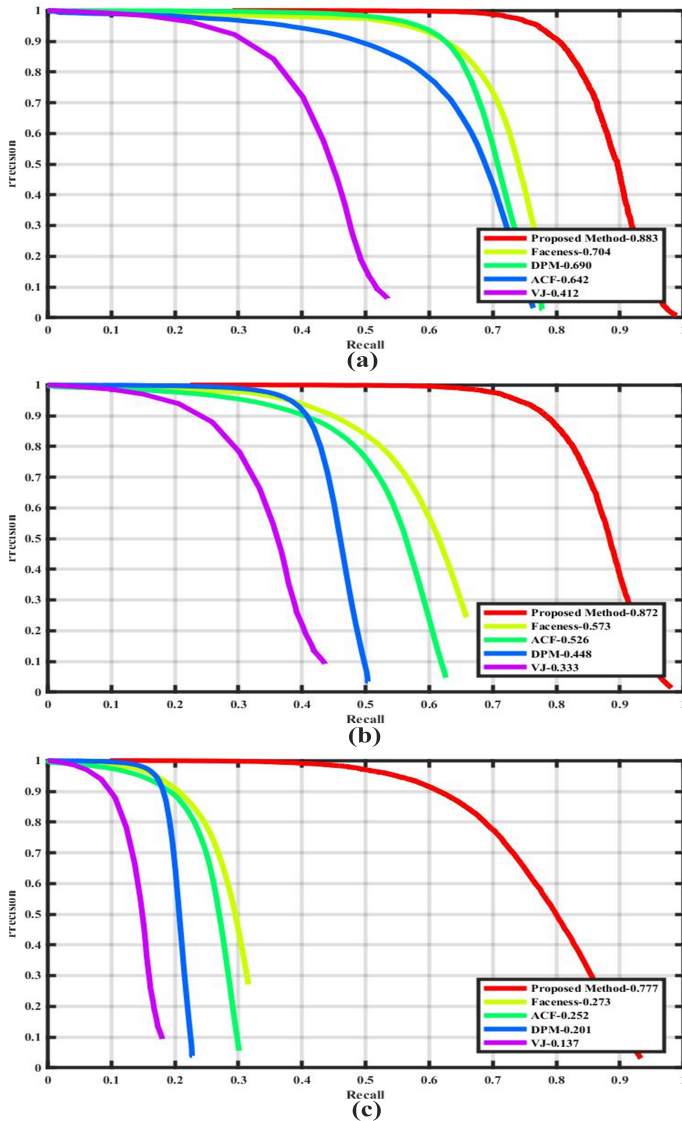 1
0.9
0.8
0.7
0.6
0.5
0.4
0.3
0.2
0.1
0
Precision
Proposed Method-0.883
Faceness-0.704
DPM-0.690
ACF-0.642
VJ-0.412
0 0.1 0.2 0.3 0.4 0.5 0.6 0.7 0.8 0.9 1
Recall
(a)
1
0.9
0.8
0.7
0.6
0.5
0.4
0.3
0.2
0.1
0
Precision
Proposed Method-0.872
Faceness-0.573
ACF-0.526
DPM-0.448
VJ-0.333
0 0.1 0.2 0.3 0.4 0.5 0.6 0.7 0.8 0.9 1
Recall
(b)
1
0.9
0.8
0.7
0.6
0.5
0.4
0.3
0.2
0.1
0
Precision
Proposed Method-0.777
Faceness-0.273
ACF-0.252
DPM-0.201
VJ-0.137
0 0.1 0.2 0.3 0.4 0.5 0.6 0.7 0.8 0.9 1
Recall
(c)